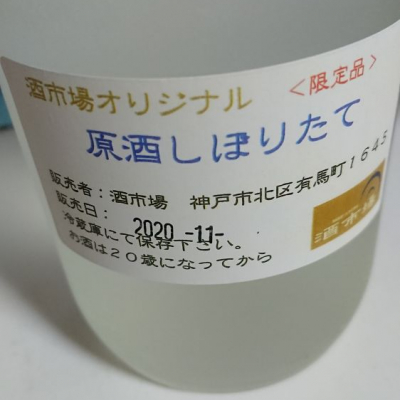 酒市場オリジナル
<限定品>
原酒しぼりたて
販売者：酒市場 神戸市北区有馬町1645
販売日： 2020 -11-
冷蔵庫にて保存下さい。
お酒は20歳になってから
酒市場